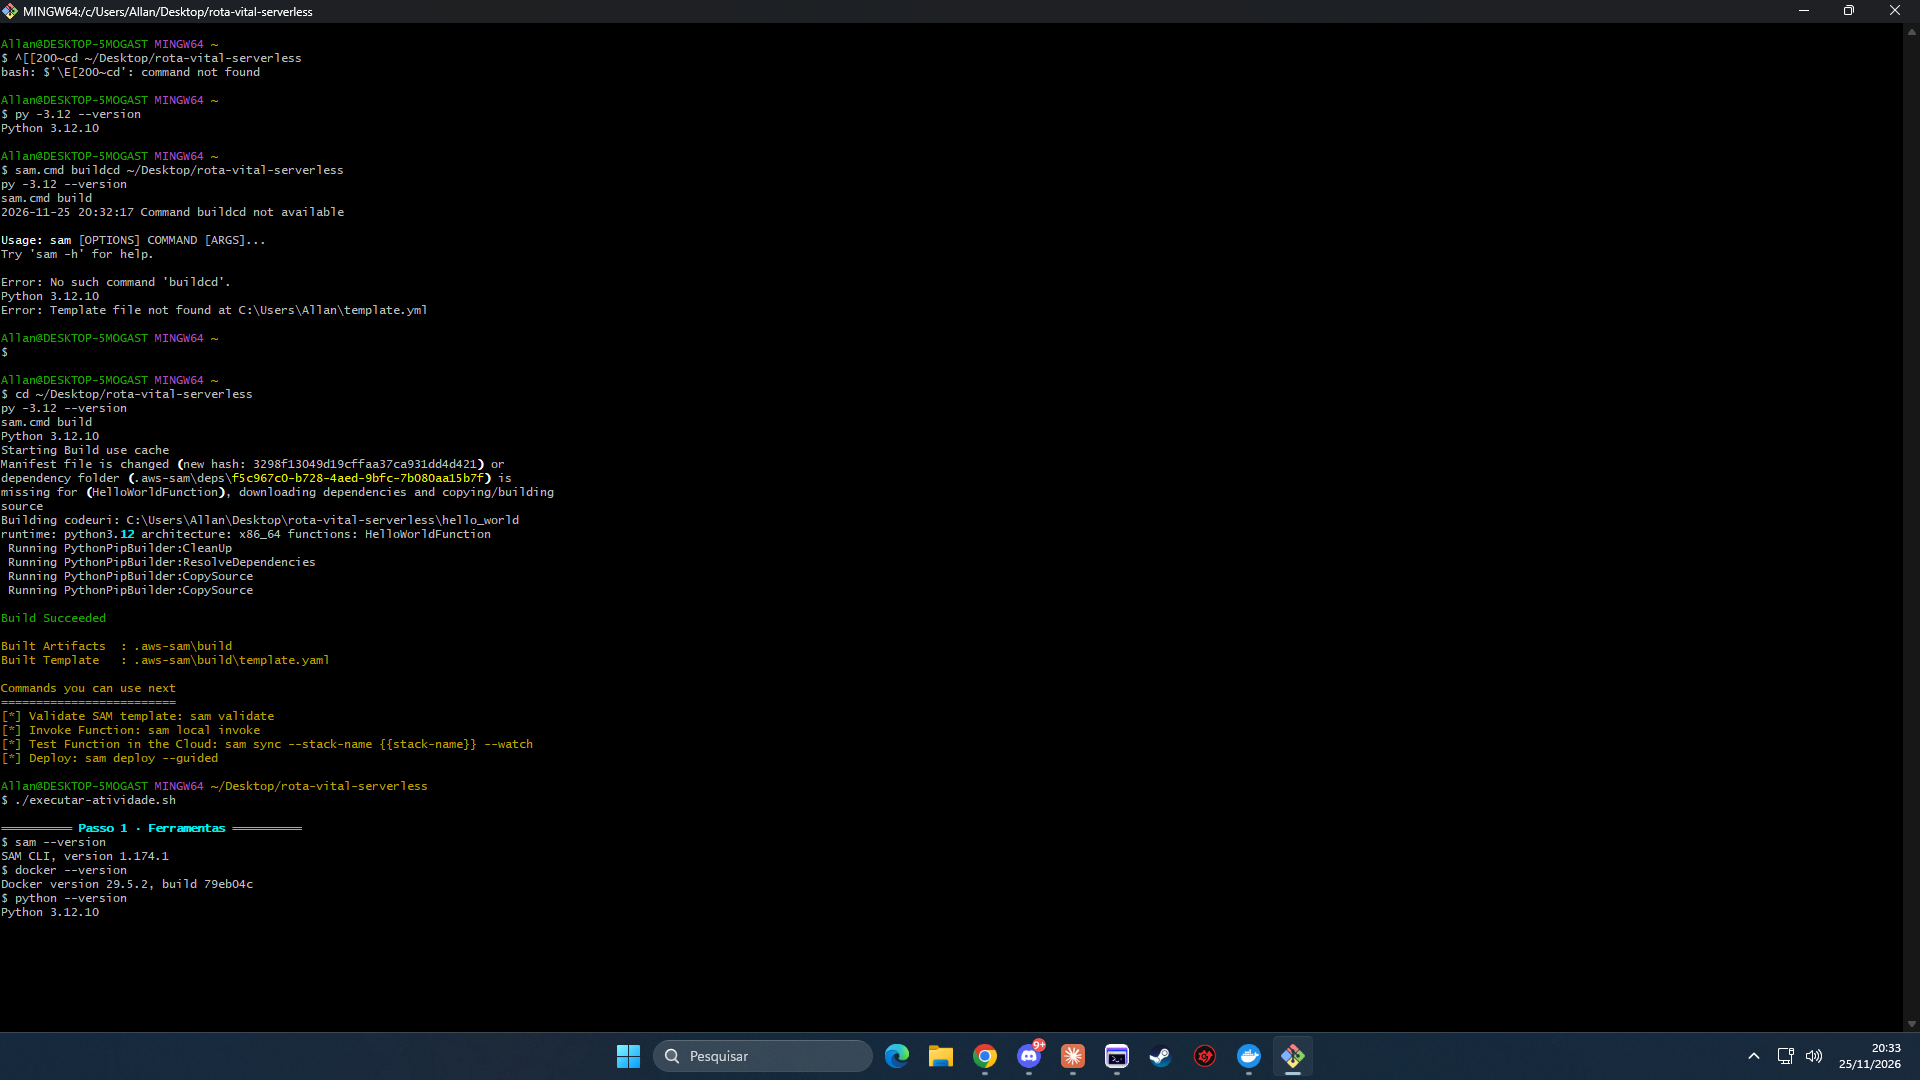 MINGW64:/c/Users/Allan/Desktop/rota-vital-serverless
Allan@DESKTOP-5MOGAST MINGW64 ~
$ ^[[200~cd ~/Desktop/rota-vital-serverless
bash: $'\E[200~cd': command not found
Allan@DESKTOP-5MOGAST MINGW64 ~
$ py -3.12 --version
Python 3.12.10
Allan@DESKTOP-5MOGAST MINGW64 ~
$ sam.cmd buildcd ~/Desktop/rota-vital-serverless
py -3.12 --version
sam.cmd build
2026-11-25 20:32:17 Command buildcd not available
Usage: sam [OPTIONS] COMMAND [ARGS]...
Try 'sam -h' for help.
Error: No such command 'buildcd'.
Python 3.12.10
Error: Template file not found at C:\Users\Allan\template.yml
Allan@DESKTOP-5MOGAST MINGW64 ~
$
Allan@DESKTOP-5MOGAST MINGW64 ~
$ cd ~/Desktop/rota-vital-serverless
py -3.12 --version
sam.cmd build
Python 3.12.10
Starting Build use cache
Manifest file is changed (new hash: 3298f13049d19cffaa37ca931dd4d421) or
dependency folder (.aws-sam\deps\f5c967c0-b728-4aed-9bfc-7b080aa15b7f) is
missing for (HelloWorldFunction), downloading dependencies and copying/building
source
Building codeuri: C:\Users\Allan\Desktop\rota-vital-serverless\hello_world
runtime: python3.12 architecture: x86_64 functions: HelloWorldFunction
Running PythonPipBuilder:CleanUp
Running PythonPipBuilder:ResolveDependencies
Running PythonPipBuilder:CopySource
Running PythonPipBuilder:CopySource
Build Succeeded
Built Artifacts  : .aws-sam\build
Built Template   : .aws-sam\build\template.yaml
Commands you can use next
=========================
[*] Validate SAM template: sam validate
[*] Invoke Function: sam local invoke
[*] Test Function in the Cloud: sam sync --stack-name {{stack-name}} --watch
[*] Deploy: sam deploy --guided
Allan@DESKTOP-5MOGAST MINGW64 ~/Desktop/rota-vital-serverless
$ ./executar-atividade.sh
══════════ Passo 1 · Ferramentas ══════════
$ sam --version
SAM CLI, version 1.174.1
$ docker --version
Docker version 29.5.2, build 79eb04c
$ python --version
Python 3.12.10
Pesquisar
9+
20:33
25/11/2026